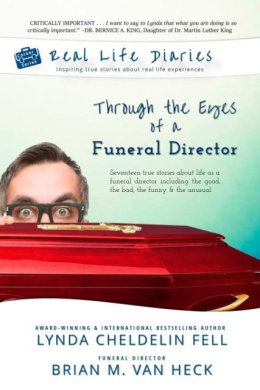 CRITICALLY IMPORTANT . . . I want to say to Lynda that what you are doing is so
critically important." -DR. BERNICE A. KING, Daughter of Dr. Martin Luther King
Career
Series
Real Life Diaries
Inspiring true stories about real life experiences
Through the Eyes
of a
Funeral Director
Seventeen true stories about life as a
funeral director including the good,
the bad, the funny & the unusual
AWARD-WINNING & INTERNATIONAL BESTSELLING AUTHOR
LYNDA CHELDELIN FELL
FUNERAL DIRECTOR
BRIAN M. VAN HECK